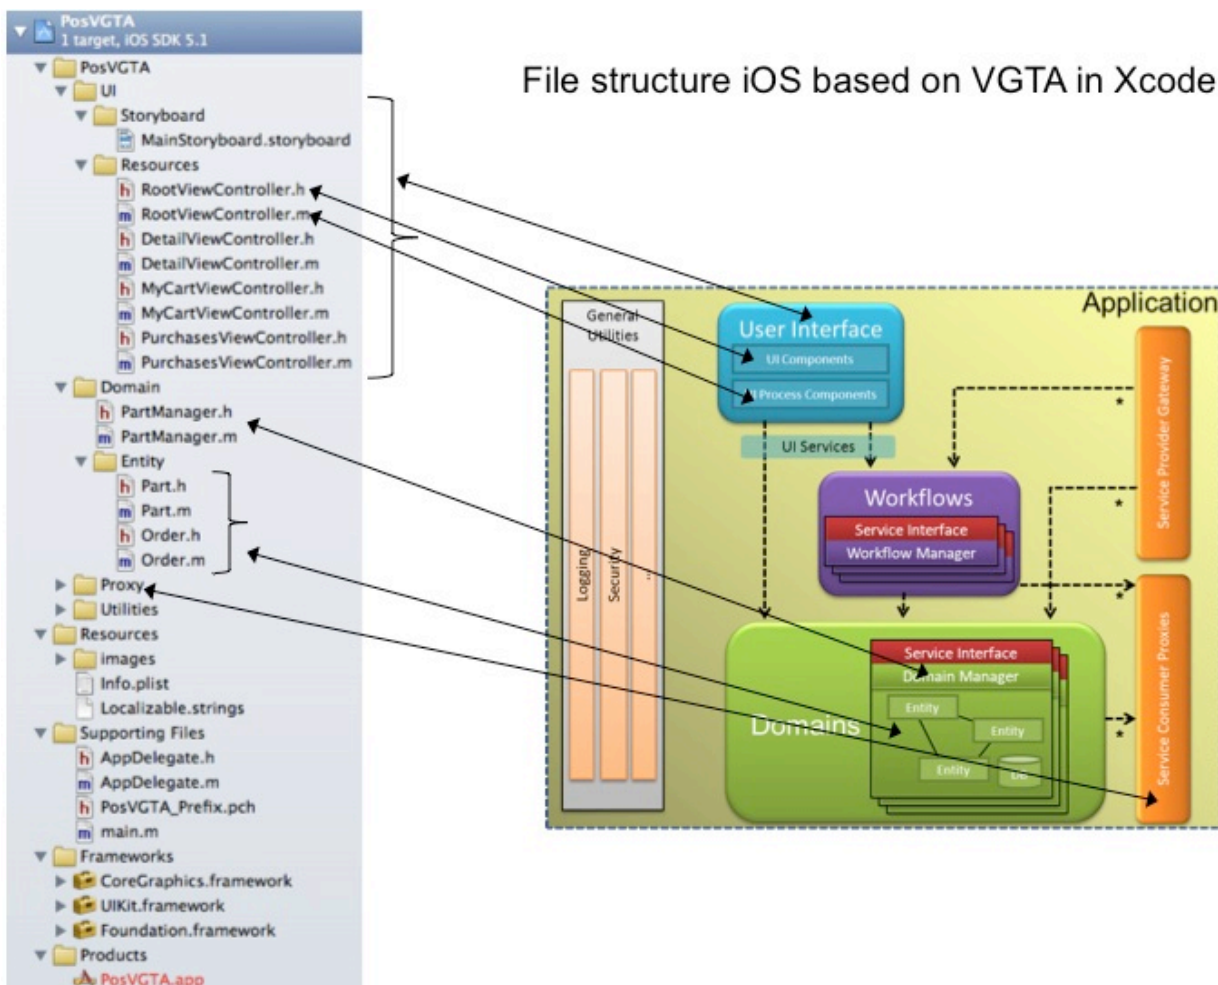 PosVGTA
1 target, iOS SDK 5.1
PosVGTA
UI
Storyboard
MainStoryboard.storyboard
Resources
RootViewController.h
RootViewController.m
DetailViewController.h
DetailViewController.m
MyCartViewController.h
MyCartViewController.m
PurchasesViewController.h
PurchasesViewController.m
Domain
PartManager.h
PartManager.m
Entity
Part.h
Part.m
Order.h
Order.m
Proxy
Utilities
Resources
images
Info.plist
Localizable.strings
Supporting Files
AppDelegate.h
AppDelegate.m
PosVGTA_Prefix.pch
main.m
Frameworks
CoreGraphics.framework
UIKit.framework
Foundation.framework
Products
PosVGTA.app
File structure iOS based on VGTA in Xcode
Application
General
Utilities
Logging
Security
...
User Interface
UI Components
UI Process Components
UI Services
Workflows
Service Interface
Workflow Manager
Domains
Service Interface
Domain Manager
Entity
Entity
Entity
DB
Service Provider Gateway
*
*
Service Consumer Proxies
*
*